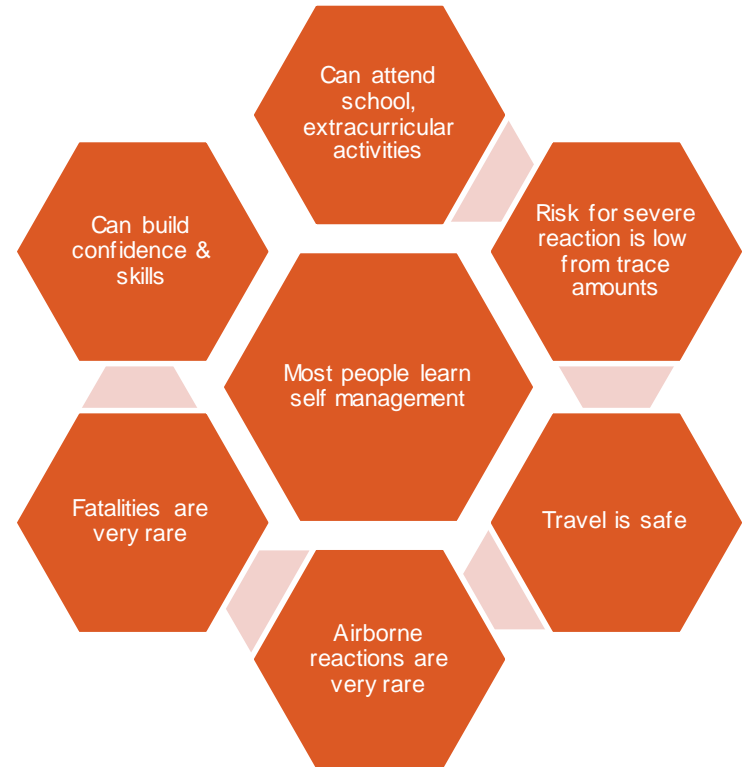 Can attend
school,
extracurricular
activities
Risk for severe
reaction is low
from trace
amounts
Travel is safe
Airborne
reactions are
very rare
Fatalities are
very rare
Can build
confidence &
skills
Most people learn
self management